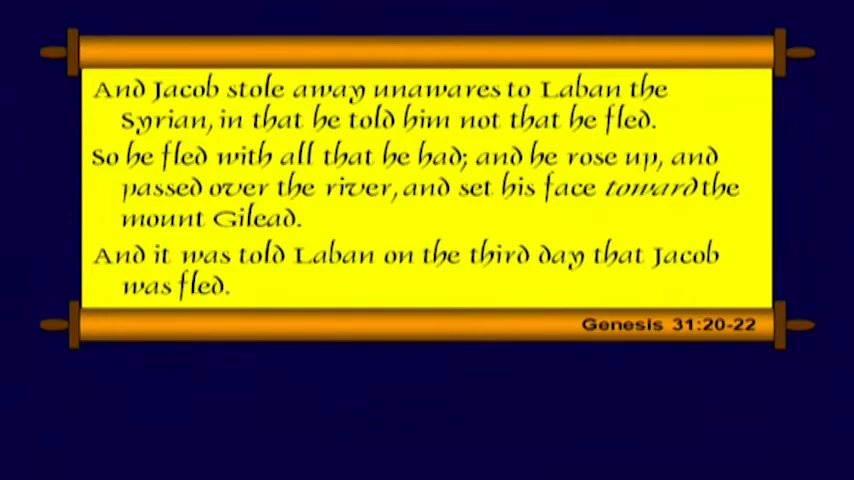 And Jacob stole away unawares to Laban the
Syrian, in that he told him not that he fled.
So he fled with all that he had; and he rose up, and
passed over the river, and set his face toward the
mount Gilead.
And it was told Laban on the third day that Jacob
was fled.
Genesis 31:20-22